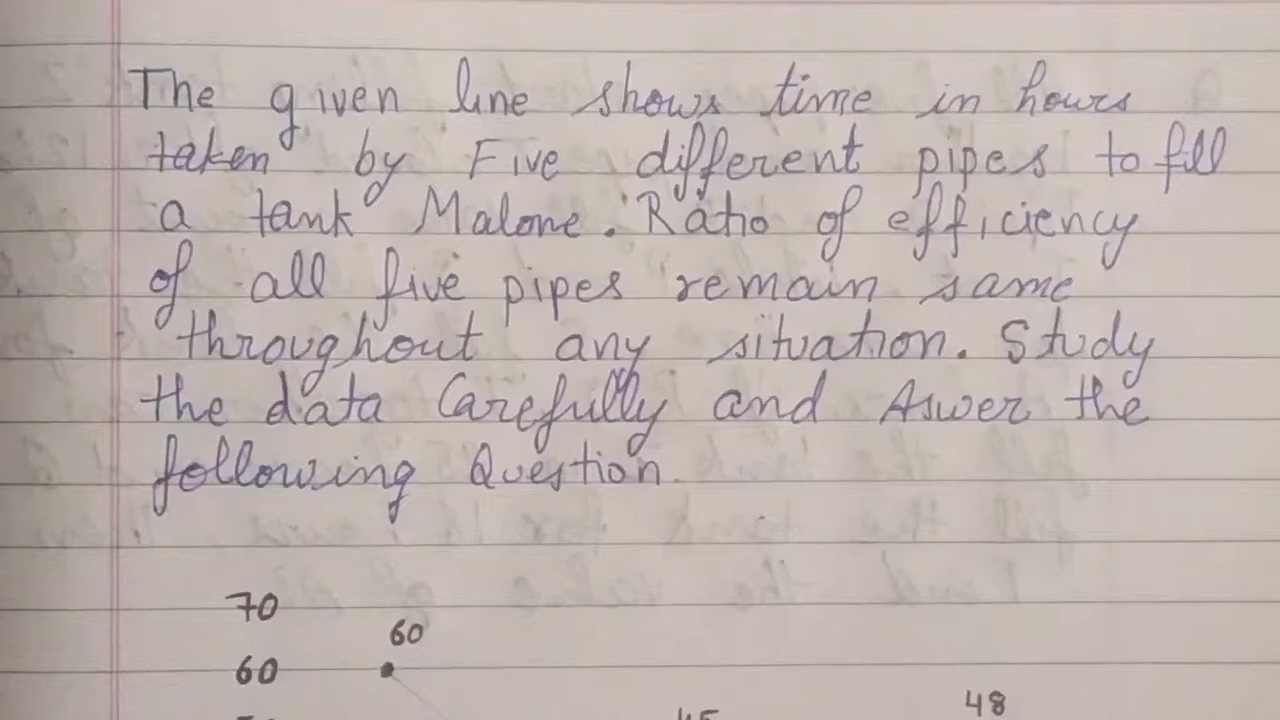 The given line shows time in hours
taken by Five different pipes to fill
a tank Malone. Ratio of efficiency
of all five pipes remain same
throughout any situation. Study
the data Carefully and Aswer the
following Question.
70
60
60
48
45